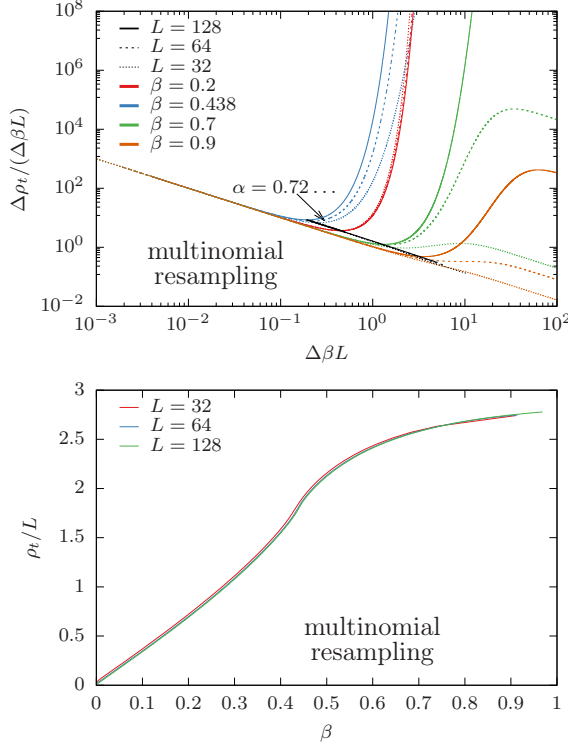 10^8
10^6
10^4
10^2
10^0
10^−2
Δρ_t/(ΔβL)
L = 128
L = 64
L = 32
β = 0.2
β = 0.438
β = 0.7
β = 0.9
α = 0.72 . . .
multinomial
resampling
10^−3 10^−2 10^−1 10^0 10^1 10^2
ΔβL
3
2.5
2
1.5
1
0.5
0
ρ_t/L
L = 32
L = 64
L = 128
multinomial
resampling
0 0.1 0.2 0.3 0.4 0.5 0.6 0.7 0.8 0.9 1
β